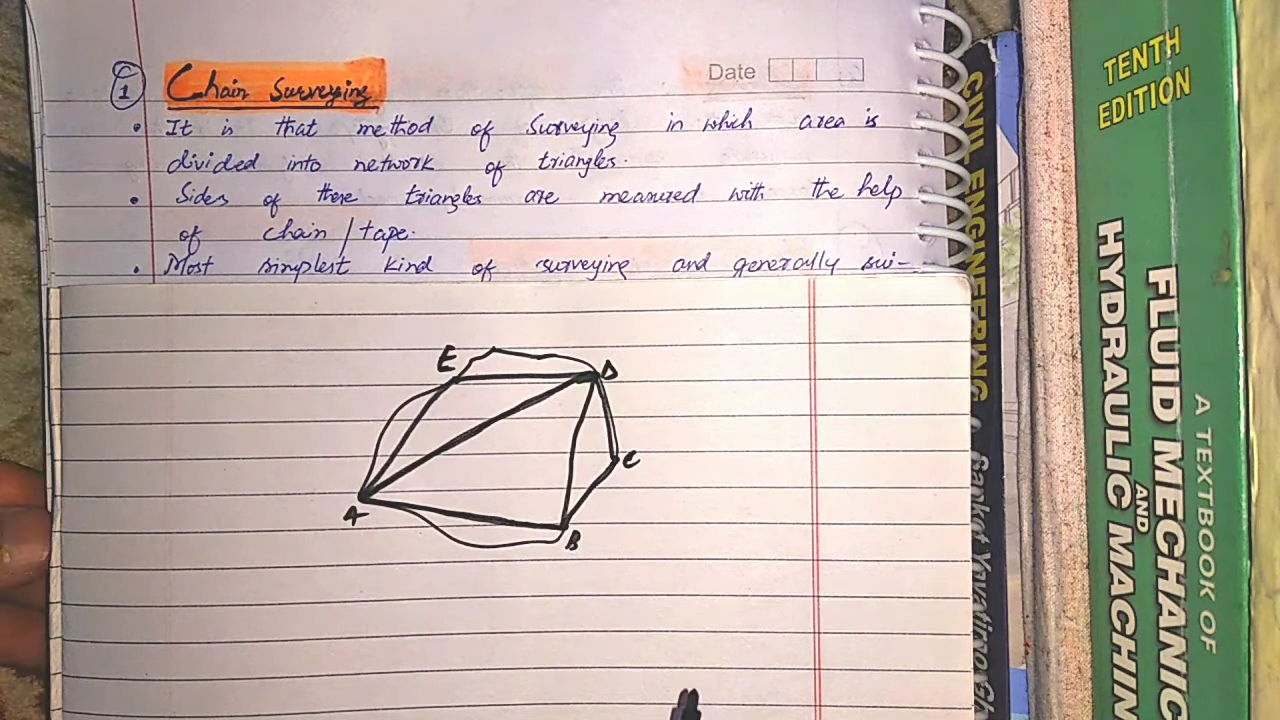 Date
1
Chain Surveying
• It is that method of surveying in which area is
divided into network of triangles.
• Sides of these triangles are measured with the help
of chain / tape.
• Most simplest kind of surveying and generally sui-
E
D
C
A
B
CIVIL ENGINEERING
TENTH
EDITION
A TEXTBOOK OF
FLUID MECHANIC
AND
HYDRAULIC MACHIN